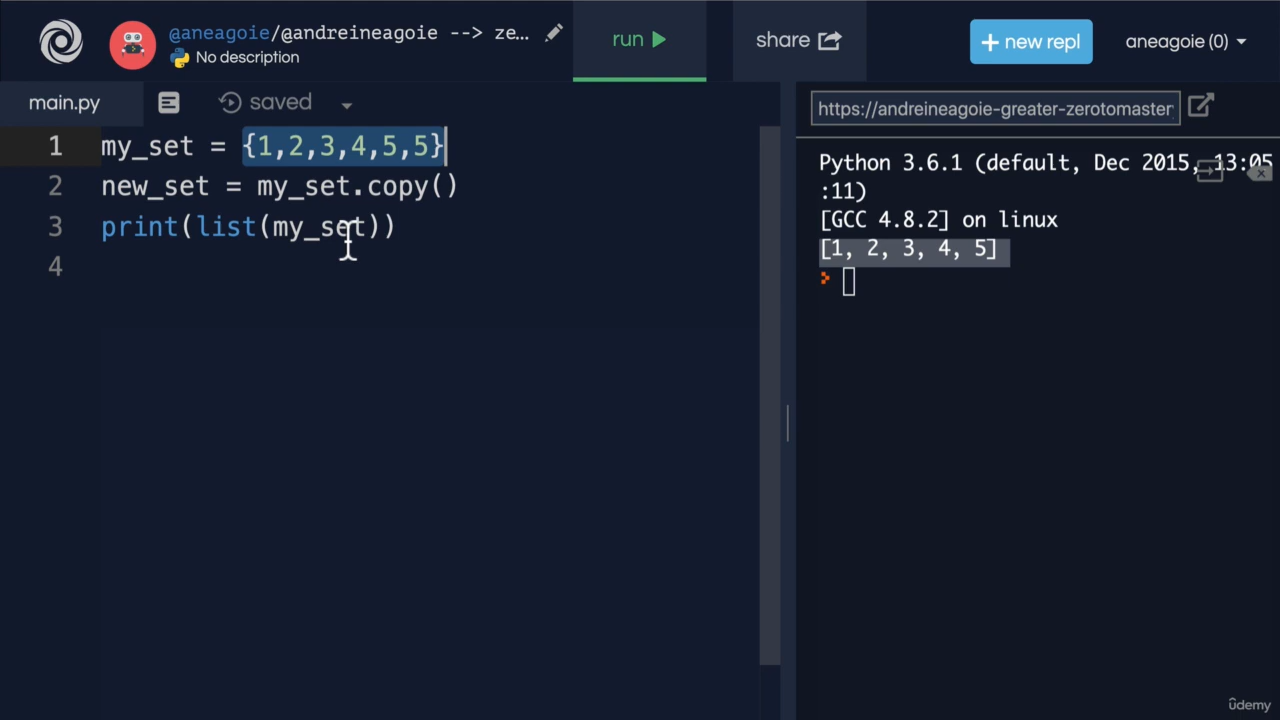 @aneagoie/@andreineagoie --> ze...
No description
run
share
+ new repl
aneagoie (0)
main.py
saved
https://andreineagoie-greater-zerotomaster
1 my_set = {1,2,3,4,5,5}
2 new_set = my_set.copy()
3 print(list(my_set))
4
Python 3.6.1 (default, Dec 2015, 13:05
:11)
[GCC 4.8.2] on linux
[1, 2, 3, 4, 5]
ûdemy